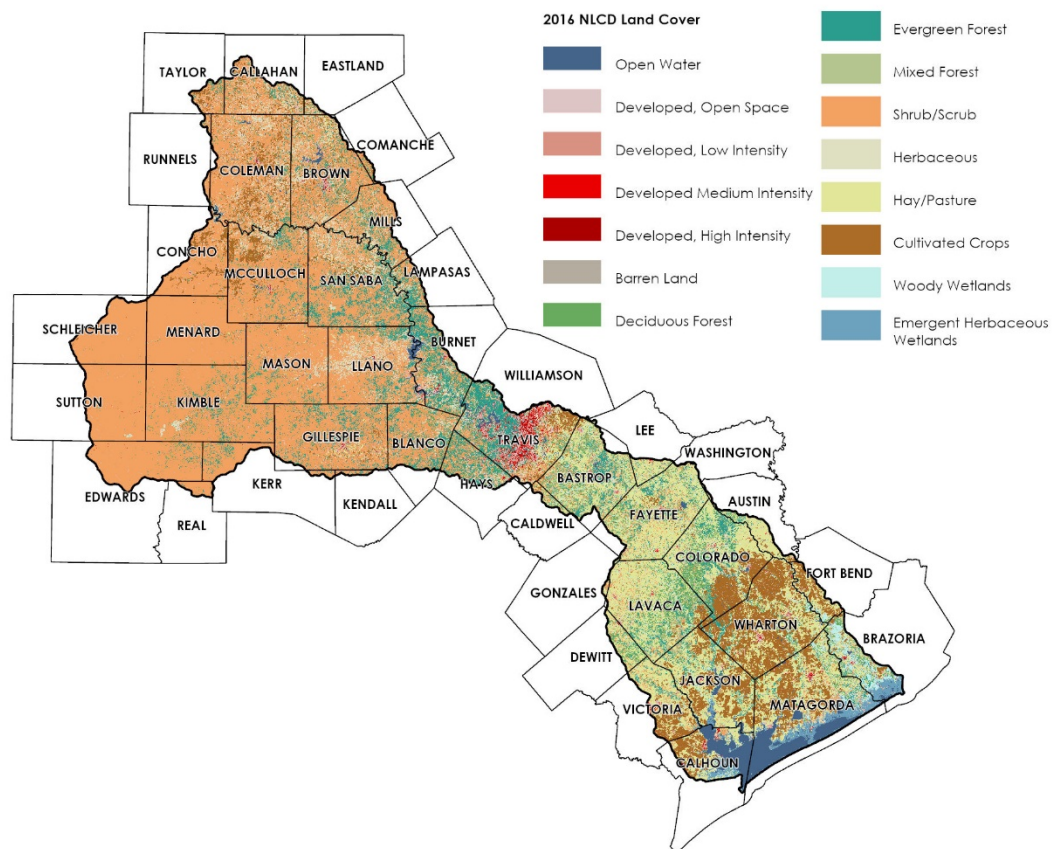 2016 NLCD Land Cover
Open Water
Developed, Open Space
Developed, Low Intensity
Developed Medium Intensity
Developed, High Intensity
Barren Land
Deciduous Forest
Evergreen Forest
Mixed Forest
Shrub/Scrub
Herbaceous
Hay/Pasture
Cultivated Crops
Woody Wetlands
Emergent Herbaceous
Wetlands
TAYLOR
CALLAHAN
EASTLAND
COMANCHE
RUNNELS
COLEMAN
BROWN
MILLS
CONCHO
MCCULLOCH
SAN SABA
LAMPASAS
SCHLEICHER
MENARD
BURNET
MASON
LLANO
WILLIAMSON
SUTTON
KIMBLE
GILLESPIE
BLANCO
TRAVIS
LEE
WASHINGTON
EDWARDS
KERR
KENDALL
HAYS
BASTROP
AUSTIN
REAL
CALDWELL
FAYETTE
COLORADO
FORT BEND
GONZALES
LAVACA
WHARTON
BRAZORIA
DEWITT
JACKSON
MATAGORDA
VICTORIA
CALHOUN